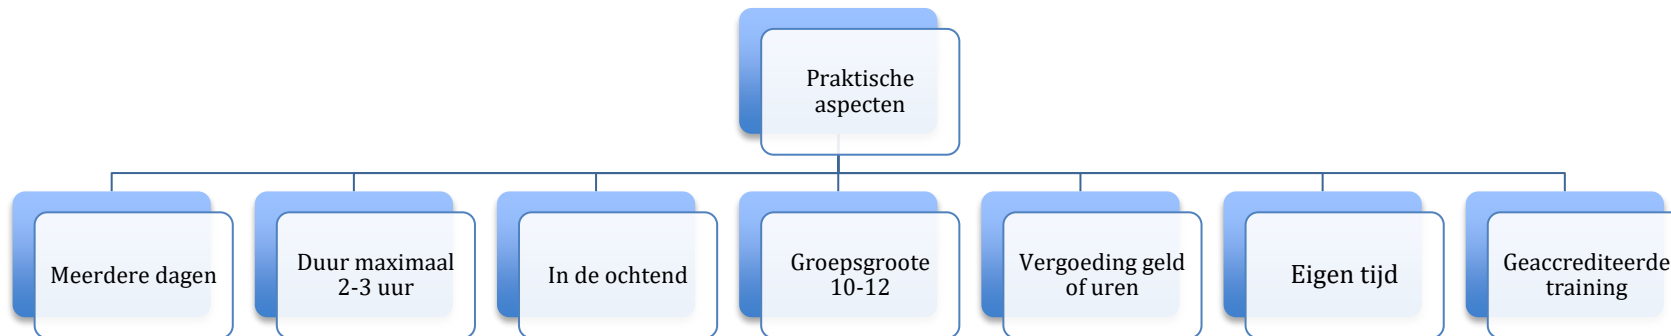 Praktische
aspecten
Meerdere dagen
Duur maximaal
2-3 uur
In de ochtend
Groepsgroote
10-12
Vergoeding geld
of uren
Eigen tijd
Geaccrediteerde
training